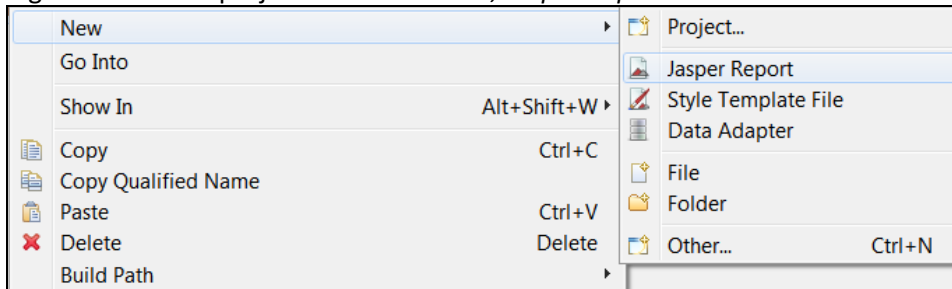 New
Go Into
Show In Alt+Shift+W
Copy Ctrl+C
Copy Qualified Name
Paste Ctrl+V
Delete Delete
Build Path
Project...
Jasper Report
Style Template File
Data Adapter
File
Folder
Other... Ctrl+N